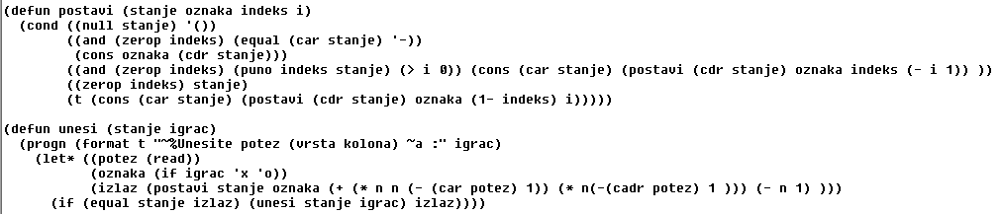 (defun postavi (stanje oznaka indeks i)
  (cond ((null stanje) '())
        ((and (zerop indeks) (equal (car stanje) '-))
         (cons oznaka (cdr stanje)))
        ((and (zerop indeks) (puno indeks stanje) (> i 0)) (cons (car stanje) (postavi (cdr stanje) oznaka indeks (- i 1)) ))
        ((zerop indeks) stanje)
        (t (cons (car stanje) (postavi (cdr stanje) oznaka (1- indeks) i)))))
(defun unesi (stanje igrac)
  (progn (format t "~%Unesite potez (vrsta kolona) ~a :" igrac)
    (let* ((potez (read))
           (oznaka (if igrac 'x 'o))
           (izlaz (postavi stanje oznaka (+ (* n n (- (car potez) 1)) (* n(-(cadr potez) 1 ))) (- n 1) )))
      (if (equal stanje izlaz) (unesi stanje igrac) izlaz))))